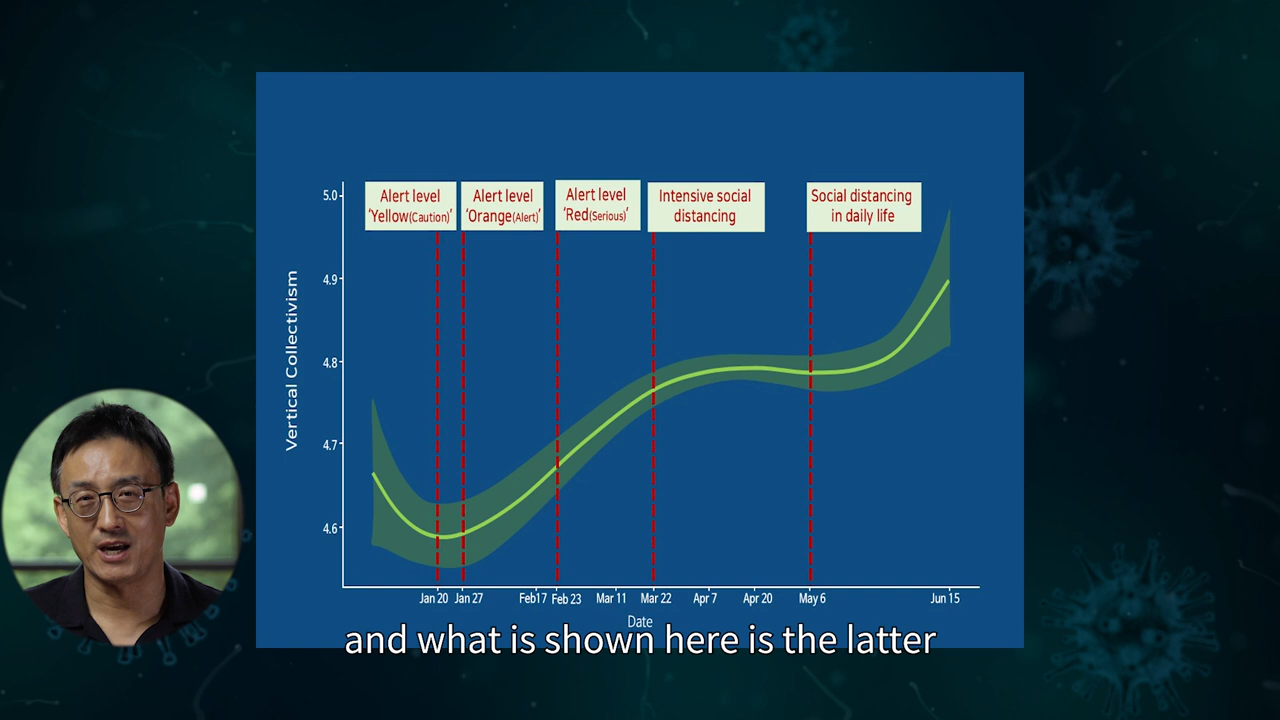 Alert level
'Yellow(Caution)'
Alert level
'Orange(Alert)'
Alert level
'Red(Serious)'
Intensive social
distancing
Social distancing
in daily life
5.0
4.9
4.8
4.7
4.6
Vertical Collectivism
Jan 20 Jan 27 Feb17 Feb 23 Mar 11 Mar 22 Apr 7 Apr 20 May 6 Jun 15
Date
and what is shown here is the latter